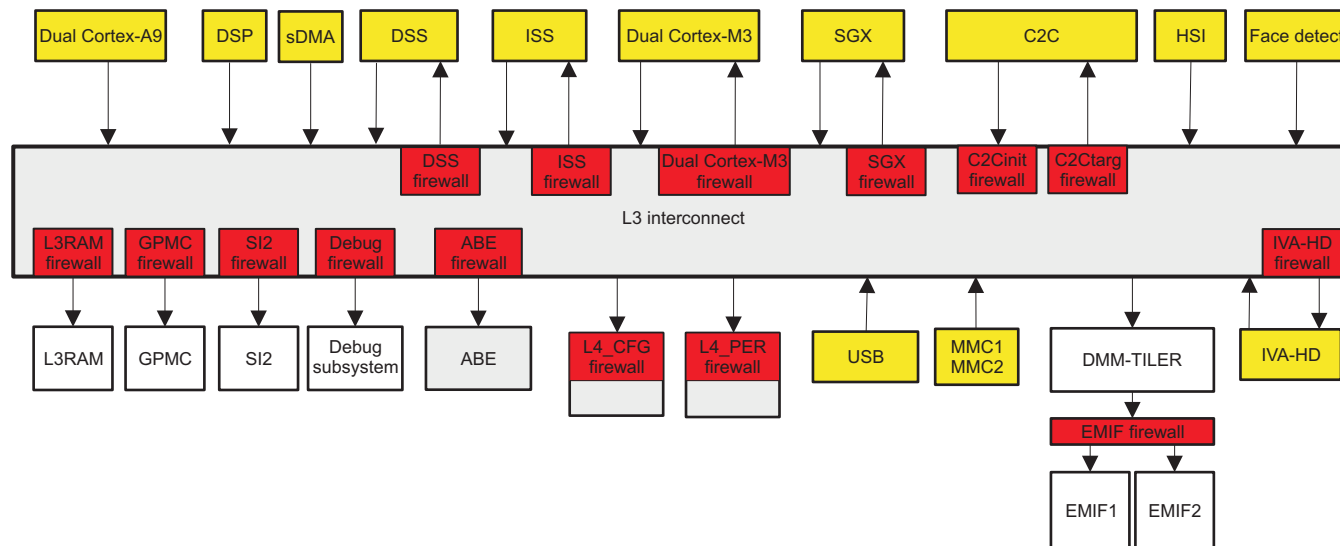 Dual Cortex-A9
DSP
sDMA
DSS
ISS
Dual Cortex-M3
SGX
C2C
HSI
Face detect
DSS
firewall
ISS
firewall
Dual Cortex-M3
firewall
SGX
firewall
C2Cinit
firewall
C2Ctarg
firewall
L3 interconnect
L3RAM
firewall
GPMC
firewall
SI2
firewall
Debug
firewall
ABE
firewall
IVA-HD
firewall
L3RAM
GPMC
SI2
Debug
subsystem
ABE
L4_CFG
firewall
L4_PER
firewall
USB
MMC1
MMC2
DMM-TILER
IVA-HD
EMIF firewall
EMIF1
EMIF2